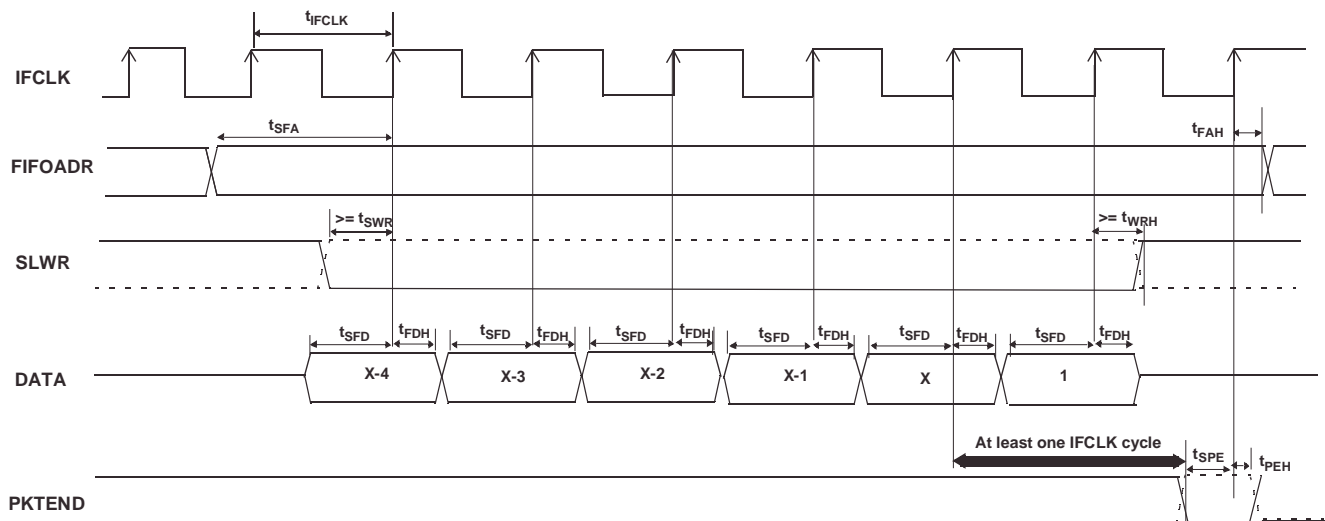 tIFCLK
IFCLK
tSFA
tFAH
FIFOADR
>= tSWR
>= tWRH
SLWR
tSFD tFDH tSFD tFDH tSFD tFDH tSFD tFDH tSFD tFDH tSFD tFDH
DATA X-4 X-3 X-2 X-1 X 1
At least one IFCLK cycle
tSPE
tPEH
PKTEND